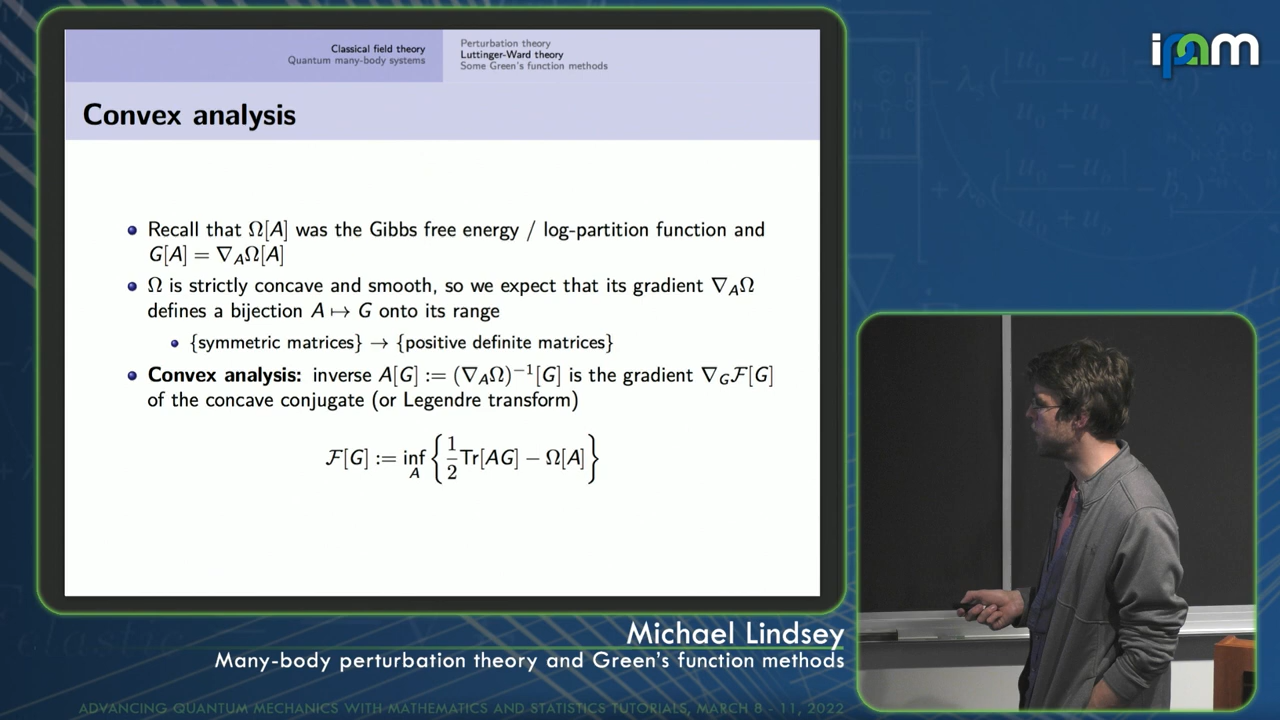 Classical field theory
Quantum many-body systems
Perturbation theory
Luttinger-Ward theory
Some Green's function methods
ipam
Convex analysis
Recall that Ω[A] was the Gibbs free energy / log-partition function and
G[A] = ∇_AΩ[A]
Ω is strictly concave and smooth, so we expect that its gradient ∇_AΩ
defines a bijection A ↦ G onto its range
{symmetric matrices} → {positive definite matrices}
Convex analysis: inverse A[G] := (∇_AΩ)⁻¹[G] is the gradient ∇_Gℱ[G]
of the concave conjugate (or Legendre transform)
ℱ[G] := inf_A { 1/2 Tr[AG] − Ω[A] }
Michael Lindsey
Many-body perturbation theory and Green's function methods
ADVANCING QUANTUM MECHANICS WITH MATHEMATICS AND STATISTICS TUTORIALS, MARCH 8 - 11, 2022